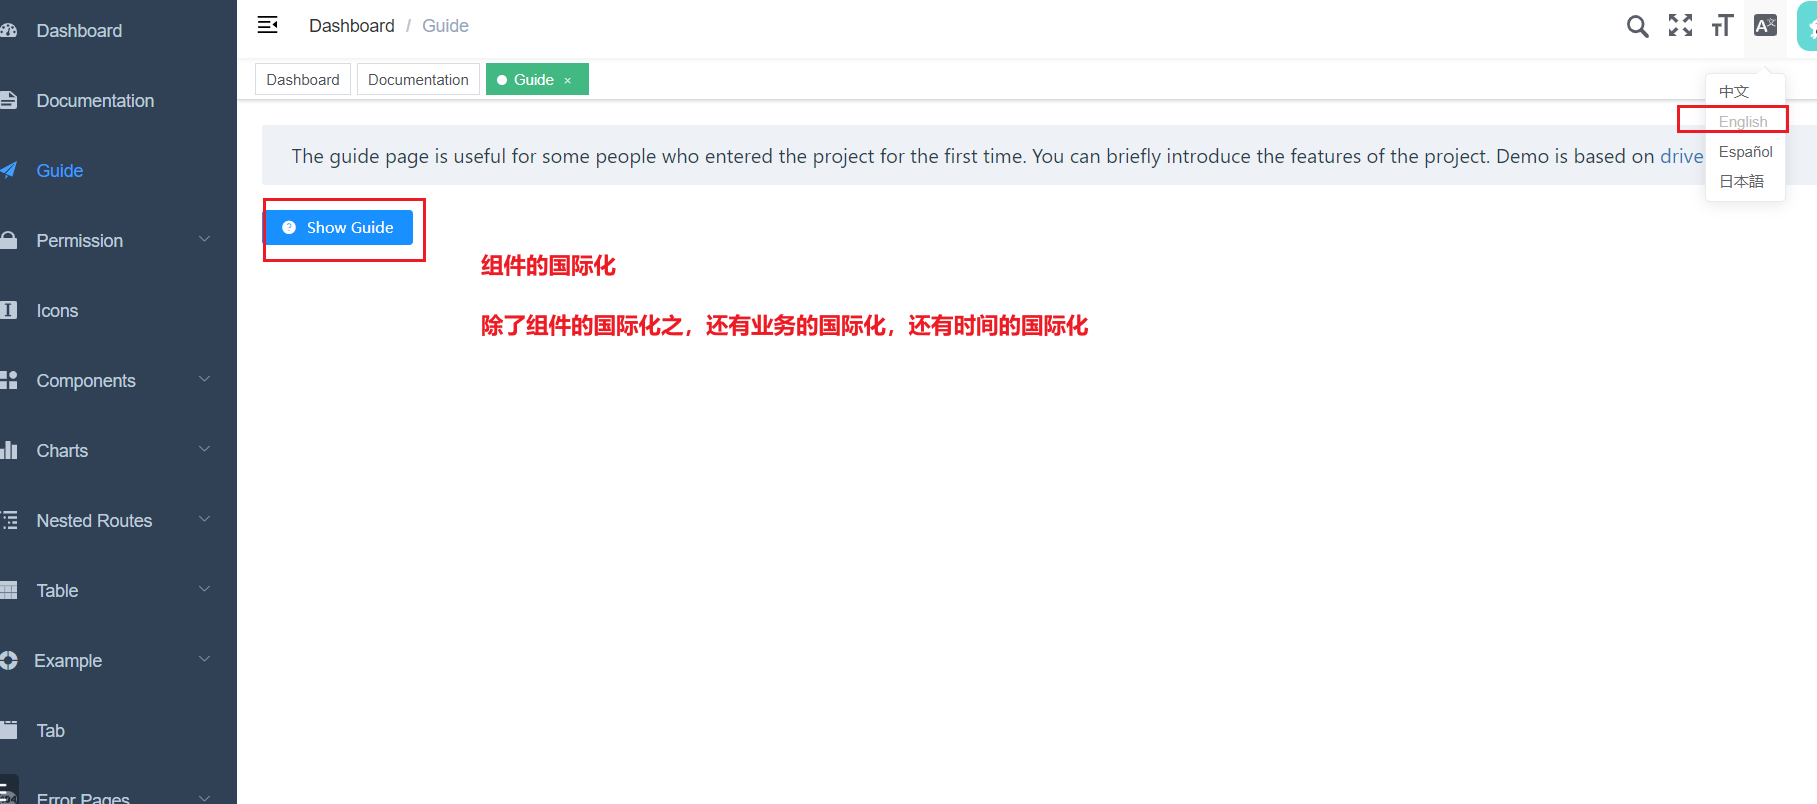 Dashboard
Documentation
Guide
Permission
Icons
Components
Charts
Nested Routes
Table
Example
Tab
Error Pages
Dashboard / Guide
Dashboard
Documentation
Guide ×
中文
English
Español
日本語
The guide page is useful for some people who entered the project for the first time. You can briefly introduce the features of the project. Demo is based on drive
Show Guide
组件的国际化
除了组件的国际化之，还有业务的国际化，还有时间的国际化